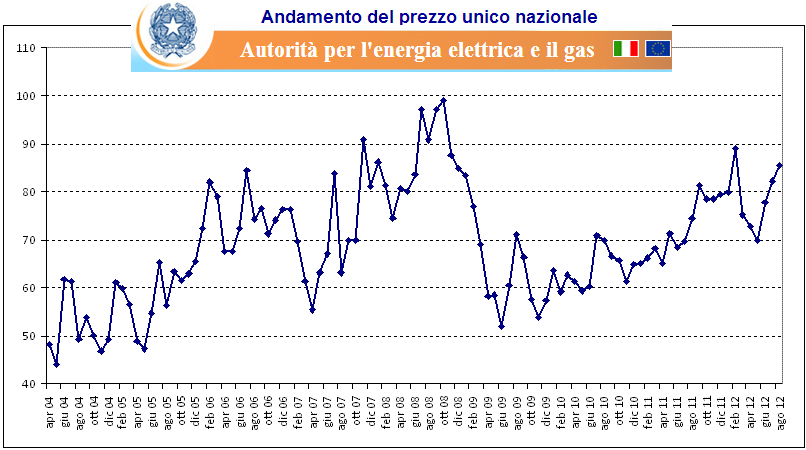 Andamento del prezzo unico nazionale
Autorità per l'energia elettrica e il gas
110
100
90
80
70
60
50
40
apr 04
giu 04
ago 04
ott 04
dic 04
feb 05
apr 05
giu 05
ago 05
ott 05
dic 05
feb 06
apr 06
giu 06
ago 06
ott 06
dic 06
feb 07
apr 07
giu 07
ago 07
ott 07
dic 07
feb 08
apr 08
giu 08
ago 08
ott 08
dic 08
feb 09
apr 09
giu 09
ago 09
ott 09
dic 09
feb 10
apr 10
giu 10
ago 10
ott 10
dic 10
feb 11
apr 11
giu 11
ago 11
ott 11
dic 11
feb 12
apr 12
giu 12
ago 12